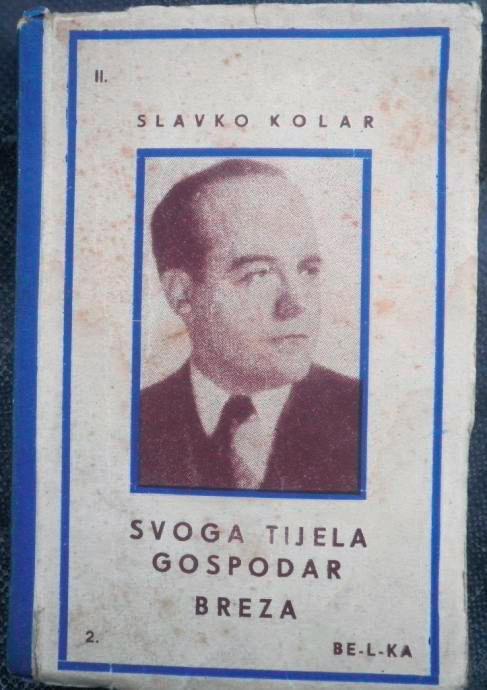 II.
SLAVKO KOLAR
SVOGA TIJELA
GOSPODAR
BREZA
2.
BE-L-KA